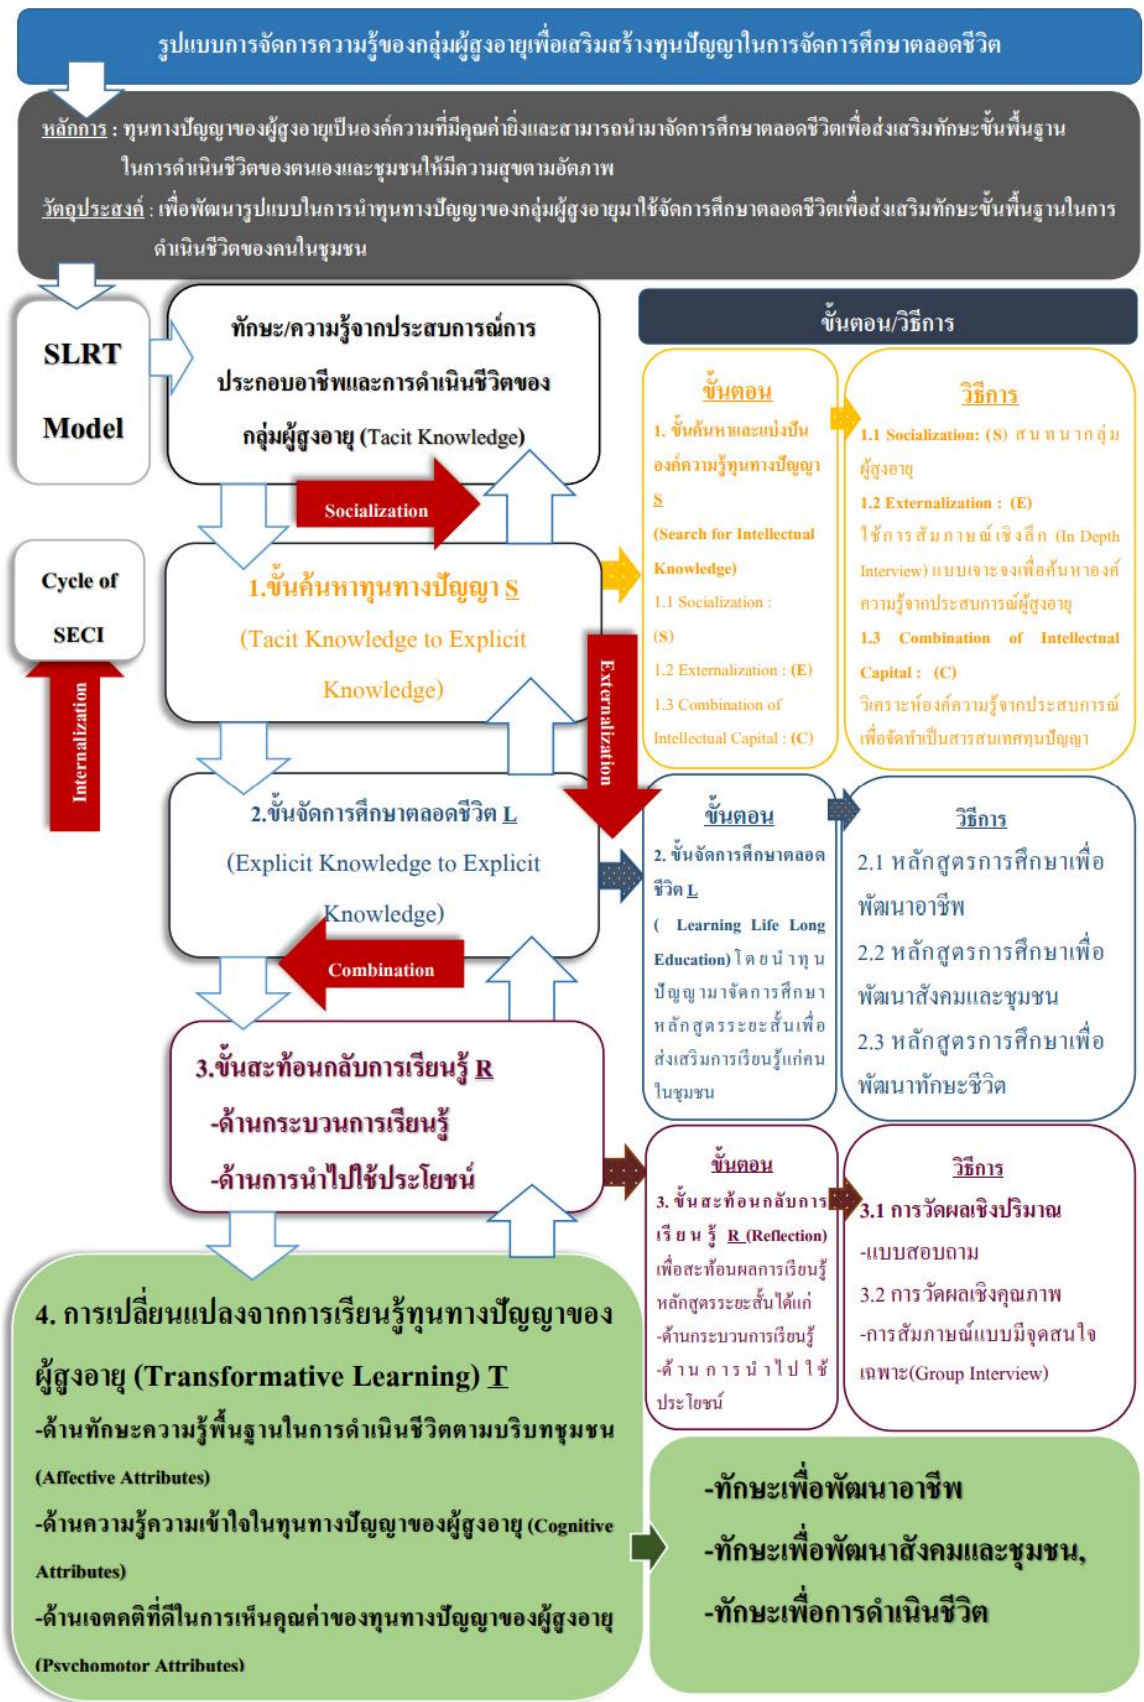 รูปแบบการจัดการความรู้ของกลุ่มผู้สูงอายุเพื่อเสริมสร้างทุนปัญญาในการจัดการศึกษาตลอดชีวิต
หลักการ : ทุนทางปัญญาของผู้สูงอายุเป็นองค์ความที่มีคุณค่ายิ่งและสามารถนำมาจัดการศึกษาตลอดชีวิตเพื่อส่งเสริมทักษะขั้นพื้นฐาน
ในการดำเนินชีวิตของตนเองและชุมชนให้มีความสุขตามอัตภาพ
วัตถุประสงค์ : เพื่อพัฒนารูปแบบในการนำทุนทางปัญญาของกลุ่มผู้สูงอายุมาใช้จัดการศึกษาตลอดชีวิตเพื่อส่งเสริมทักษะขั้นพื้นฐานในการ
ดำเนินชีวิตของคนในชุมชน
SLRT
Model
ทักษะ/ความรู้จากประสบการณ์การ
ประกอบอาชีพและการดำเนินชีวิตของ
กลุ่มผู้สูงอายุ (Tacit Knowledge)
Socialization
Cycle of
SECI
Internalization
1.ขั้นค้นหาทุนทางปัญญา S
(Tacit Knowledge to Explicit
Knowledge)
Externalization
2.ขั้นจัดการศึกษาตลอดชีวิต L
(Explicit Knowledge to Explicit
Knowledge)
Combination
3.ขั้นสะท้อนกลับการเรียนรู้ R
-ด้านกระบวนการเรียนรู้
-ด้านการนำไปใช้ประโยชน์
4. การเปลี่ยนแปลงจากการเรียนรู้ทุนทางปัญญาของ
ผู้สูงอายุ (Transformative Learning) T
-ด้านทักษะความรู้พื้นฐานในการดำเนินชีวิตตามบริบทชุมชน
(Affective Attributes)
-ด้านความรู้ความเข้าใจในทุนทางปัญญาของผู้สูงอายุ (Cognitive
Attributes)
-ด้านเจตคติที่ดีในการเห็นคุณค่าของทุนทางปัญญาของผู้สูงอายุ
(Psychomotor Attributes)
ขั้นตอน/วิธีการ
ขั้นตอน
1. ขั้นค้นหาและแบ่งปัน
องค์ความรู้ทุนทางปัญญา
S
(Search for Intellectual
Knowledge)
1.1 Socialization :
(S)
1.2 Externalization : (E)
1.3 Combination of
Intellectual Capital : (C)
วิธีการ
1.1 Socialization: (S) สนทนากลุ่ม
ผู้สูงอายุ
1.2 Externalization : (E)
ใช้การสัมภาษณ์เชิงลึก (In Depth
Interview) แบบเจาะจงเพื่อค้นหาองค์
ความรู้จากประสบการณ์ผู้สูงอายุ
1.3 Combination of Intellectual
Capital : (C)
วิเคราะห์องค์ความรู้จากประสบการณ์
เพื่อจัดทำเป็นสารสนเทศทุนปัญญา
ขั้นตอน
2. ขั้นจัดการศึกษาตลอด
ชีวิต L
( Learning Life Long
Education) โดยนำทุน
ปัญญามาจัดการศึกษา
หลักสูตรระยะสั้นเพื่อ
ส่งเสริมการเรียนรู้แก่คน
ในชุมชน
วิธีการ
2.1 หลักสูตรการศึกษาเพื่อ
พัฒนาอาชีพ
2.2 หลักสูตรการศึกษาเพื่อ
พัฒนาสังคมและชุมชน
2.3 หลักสูตรการศึกษาเพื่อ
พัฒนาทักษะชีวิต
ขั้นตอน
3. ขั้นสะท้อนกลับการ
เรียนรู้ R (Reflection)
เพื่อสะท้อนผลการเรียนรู้
หลักสูตรระยะสั้นได้แก่
-ด้านกระบวนการเรียนรู้
-ด้านการนำไปใช้
ประโยชน์
วิธีการ
3.1 การวัดผลเชิงปริมาณ
-แบบสอบถาม
3.2 การวัดผลเชิงคุณภาพ
-การสัมภาษณ์แบบมีจุดสนใจ
เฉพาะ(Group Interview)
-ทักษะเพื่อพัฒนาอาชีพ
-ทักษะเพื่อพัฒนาสังคมและชุมชน,
-ทักษะเพื่อการดำเนินชีวิต